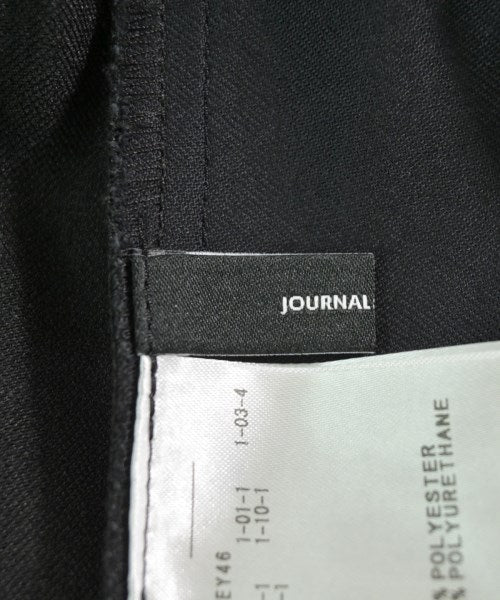 JOURNAL
1-03-4
1-01-1
1-10-1
EY46
% POLYESTER
% POLYURETHANE